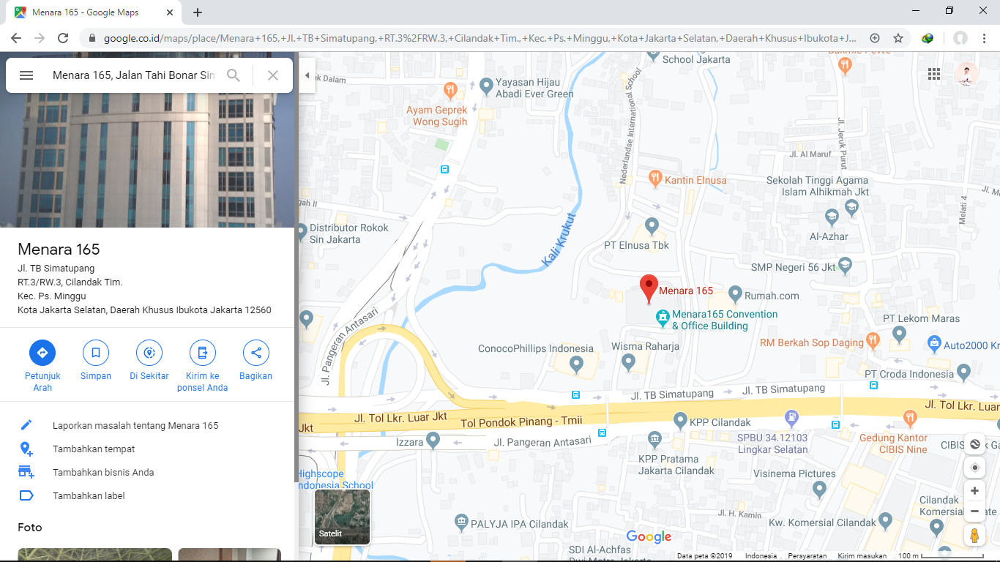 Menara 165 - Google Maps
google.co.id/maps/place/Menara+165,+Jl.+TB+Simatupang,+RT.3%2FRW.3,+Cilandak+Tim.,+Kec.+Ps.+Minggu,+Kota+Jakarta+Selatan,+Daerah+Khusus+Ibukota+J...
Menara 165, Jalan Tahi Bonar Sin
Menara 165
Jl. TB Simatupang
RT.3/RW.3, Cilandak Tim.
Kec. Ps. Minggu
Kota Jakarta Selatan, Daerah Khusus Ibukota Jakarta 12560
Petunjuk
Arah
Simpan
Di Sekitar
Kirim ke
ponsel Anda
Bagikan
Laporkan masalah tentang Menara 165
Tambahkan tempat
Tambahkan bisnis Anda
Tambahkan label
Foto
School Jakarta
Dalam
Yayasan Hijau
Abadi Ever Green
Ayam Geprek
Wong Sugih
Nederlandse International School
Jl. Jeruk Purut
Jl. Al Maruf
Kantin Elnusa
Sekolah Tinggi Agama
Islam Alhikmah Jkt
Melati 4
Al-Azhar
Distributor Rokok
Sin Jakarta
Kali Krukut
PT Elnusa Tbk
SMP Negeri 56 Jkt
Menara 165
Rumah.com
Menara165 Convention
& Office Building
Jl. Pangeran Antasari
PT Lekom Maras
ConocoPhillips Indonesia
Wisma Raharja
RM Berkah Sop Daging
Auto2000 Kr
PT Croda Indonesia
Jl. TB Simatupang
Jl. TB Simatupang
Jl. Tol Lkr. Luar
Jl. Tol Lkr. Luar Jkt
Jkt
Tol Pondok Pinang - Tmii
KPP Cilandak
Izzara
Jl. Pangeran Antasari
SPBU 34.12103
Lingkar Selatan
Gedung Kantor
CIBIS Nine
CIBIS
KPP Pratama
Jakarta Cilandak
Highscope
Indonesia School
Visinema Pictures
Jl. H. Kamin
Cilandak
Komersial
Kw. Komersial Cilandak
PALYJA IPA Cilandak
Satelit
Google
SDI Al-Achfas
Dwi Matra Jakarta
Data peta ©2019
Indonesia
Persyaratan
Kirim masukan
100 m